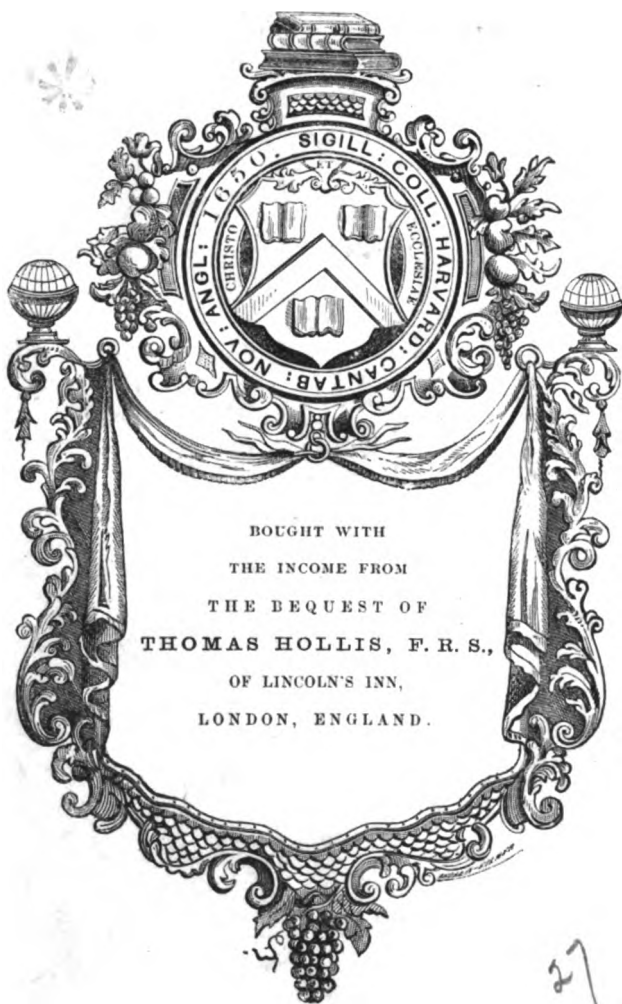 SIGILL: COLL: HARVARD: CANTAB: NOV: ANGL: 1650.
ET
CHRISTO
ECCLESIAE
BOUGHT WITH
THE INCOME FROM
THE BEQUEST OF
THOMAS HOLLIS, F. R. S.,
OF LINCOLN'S INN,
LONDON, ENGLAND.
27